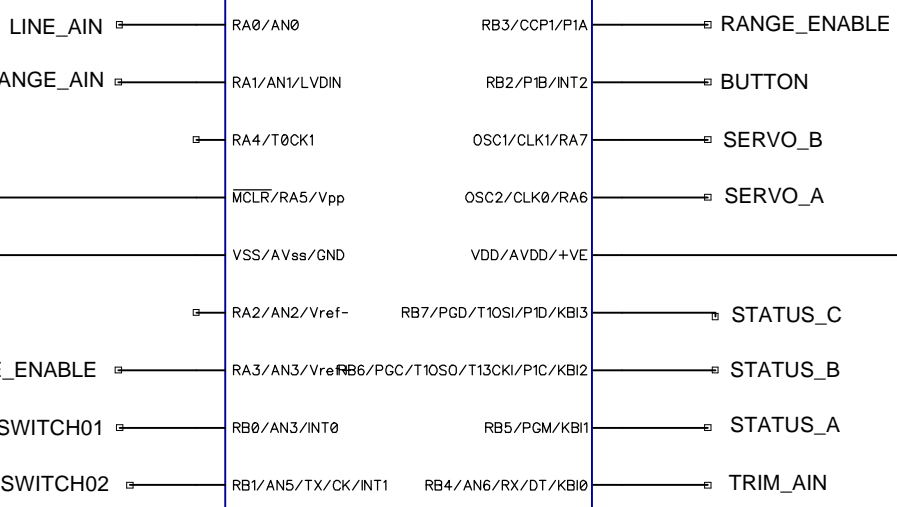 LINE_AIN RA0/AN0 RB3/CCP1/P1A RANGE_ENABLE
ANGE_AIN RA1/AN1/LVDIN RB2/P1B/INT2 BUTTON
RA4/T0CK1 OSC1/CLK1/RA7 SERVO_B
MCLR/RA5/Vpp OSC2/CLK0/RA6 SERVO_A
VSS/AVss/GND VDD/AVDD/+VE
RA2/AN2/Vref- RB7/PGD/T1OSI/P1D/KBI3 STATUS_C
E_ENABLE RA3/AN3/Vref+ RB6/PGC/T1OSO/T13CKI/P1C/KBI2 STATUS_B
SWITCH01 RB0/AN3/INT0 RB5/PGM/KBI1 STATUS_A
SWITCH02 RB1/AN5/TX/CK/INT1 RB4/AN6/RX/DT/KBI0 TRIM_AIN